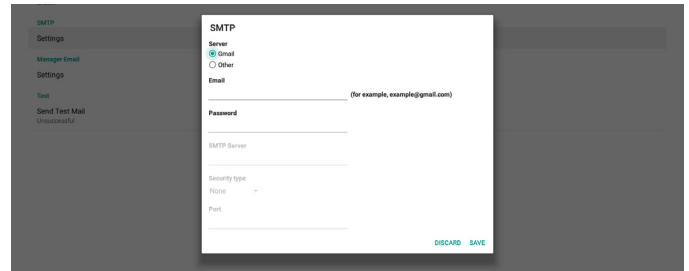 SMTP
Settings
Manager Email
Settings
Test
Send Test Mail
Unsuccessful
SMTP
Server
Gmail
Other
Email
(for example, example@gmail.com)
Password
SMTP Server
Security type
None
Port
DISCARD SAVE